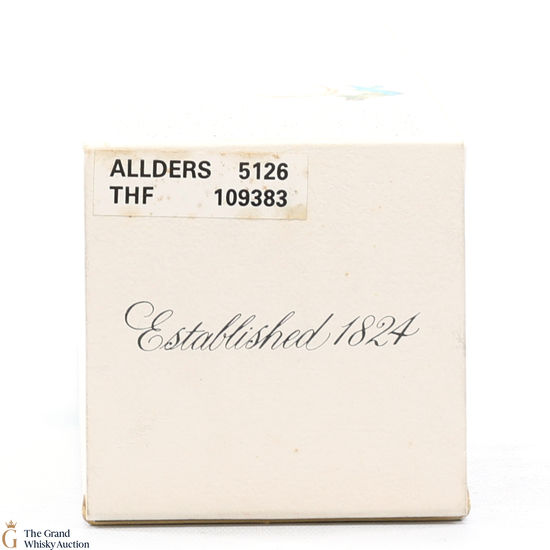 ALLDERS 5126
THF 109383
Established 1824
G
The Grand
Whisky Auction